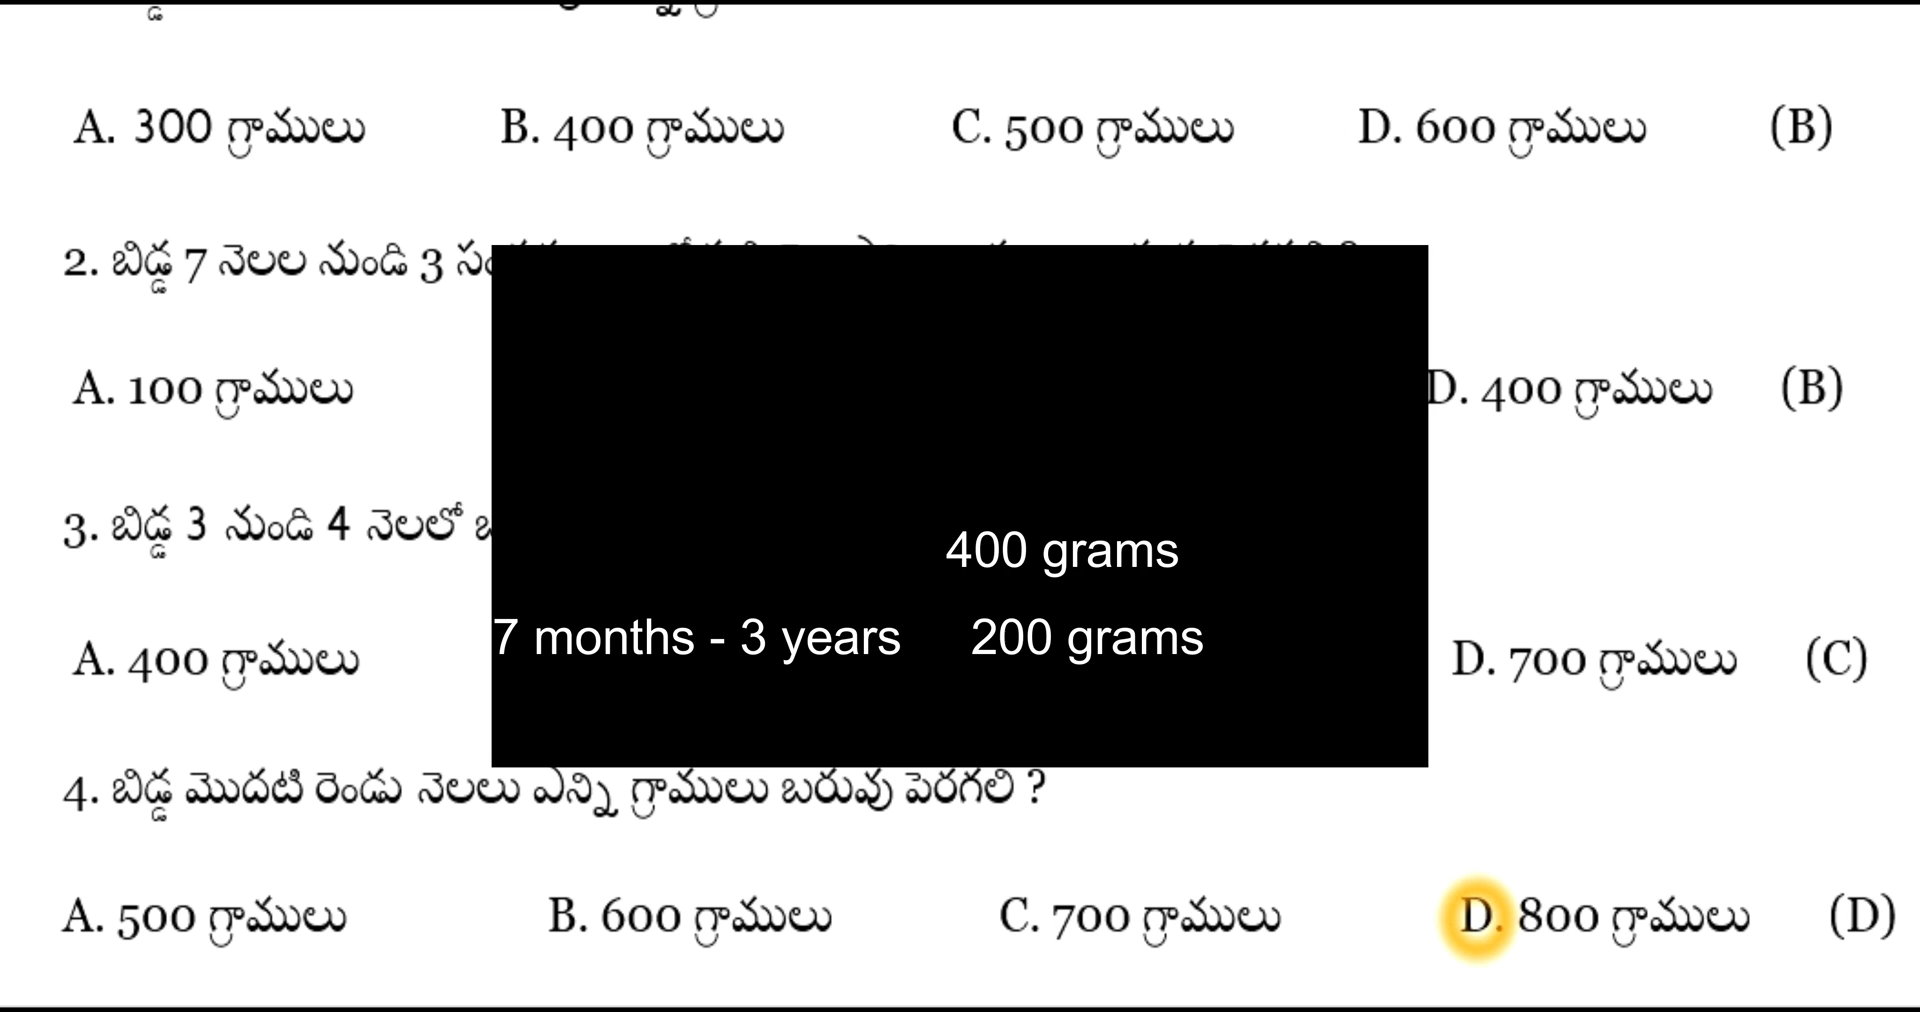 A. 300 గ్రాములు B. 400 గ్రాములు C. 500 గ్రాములు D. 600 గ్రాములు (B)
2. బిడ్డ 7 నెలల నుండి 3
A. 100 గ్రాములు D. 400 గ్రాములు (B)
3. బిడ్డ 3 నుండి 4 నెలలో
400 grams
7 months - 3 years 200 grams
A. 400 గ్రాములు D. 700 గ్రాములు (C)
4. బిడ్డ మొదటి రెండు నెలలు ఎన్ని గ్రాములు బరువు పెరగలి ?
A. 500 గ్రాములు B. 600 గ్రాములు C. 700 గ్రాములు D. 800 గ్రాములు (D)